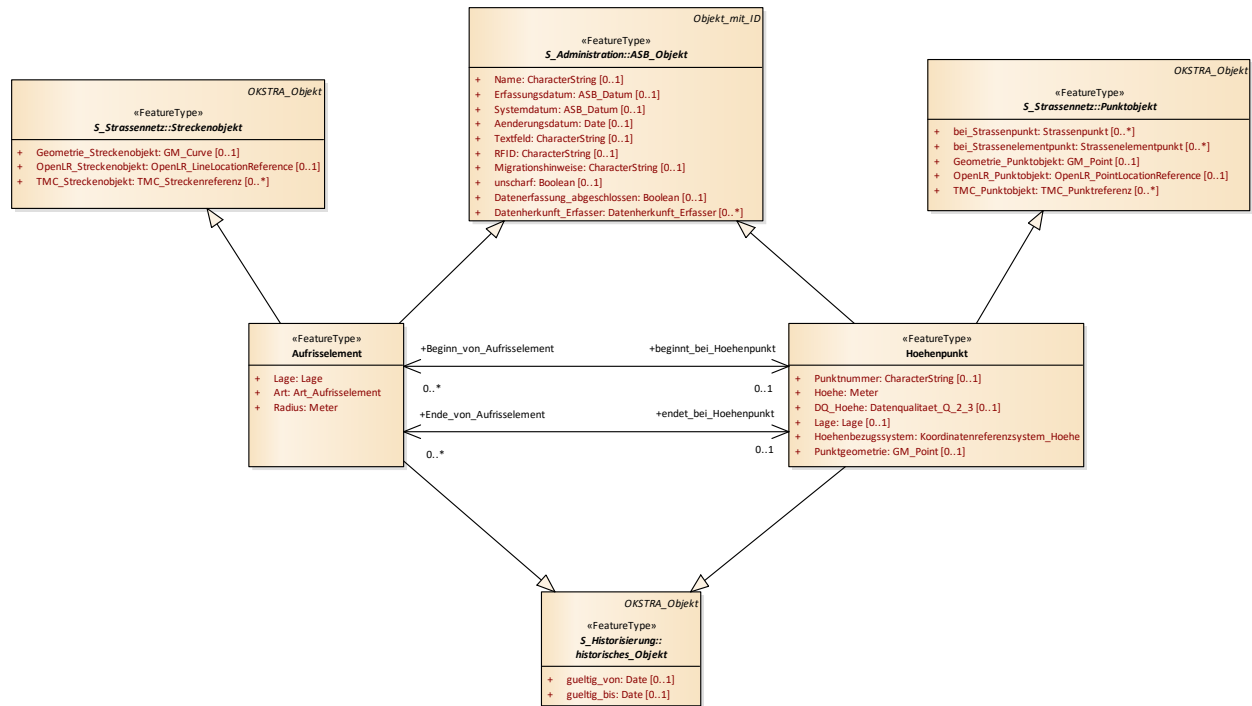 Objekt_mit_ID
«FeatureType»
S_Administration::ASB_Objekt
+ Name: CharacterString [0..1]
+ Erfassungsdatum: ASB_Datum [0..1]
+ Systemdatum: ASB_Datum [0..1]
+ Aenderungsdatum: Date [0..1]
+ Textfeld: CharacterString [0..1]
+ RFID: CharacterString [0..1]
+ Migrationshinweise: CharacterString [0..1]
+ unscharf: Boolean [0..1]
+ Datenerfassung_abgeschlossen: Boolean [0..1]
+ Datenherkunft_Erfasser: Datenherkunft_Erfasser [0..*]
OKSTRA_Objekt
«FeatureType»
S_Strassennetz::Streckenobjekt
+ Geometrie_Streckenobjekt: GM_Curve [0..1]
+ OpenLR_Streckenobjekt: OpenLR_LineLocationReference [0..1]
+ TMC_Streckenobjekt: TMC_Streckenreferenz [0..*]
OKSTRA_Objekt
«FeatureType»
S_Strassennetz::Punktobjekt
+ bei_Strassenpunkt: Strassenpunkt [0..*]
+ bei_Strassenelementpunkt: Strassenelementpunkt [0..*]
+ Geometrie_Punktobjekt: GM_Point [0..1]
+ OpenLR_Punktobjekt: OpenLR_PointLocationReference [0..1]
+ TMC_Punktobjekt: TMC_Punktreferenz [0..*]
«FeatureType»
Aufrisselement
+ Lage: Lage
+ Art: Art_Aufrisselement
+ Radius: Meter
+Beginn_von_Aufrisselement
+beginnt_bei_Hoehenpunkt
0..*
0..1
+Ende_von_Aufrisselement
+endet_bei_Hoehenpunkt
0..*
0..1
«FeatureType»
Hoehenpunkt
+ Punktnummer: CharacterString [0..1]
+ Hoehe: Meter
+ DQ_Hoehe: Datenqualitaet_Q_2_3 [0..1]
+ Lage: Lage [0..1]
+ Hoehenbezugssystem: Koordinatenreferenzsystem_Hoehe
+ Punktgeometrie: GM_Point [0..1]
OKSTRA_Objekt
«FeatureType»
S_Historisierung::
historisches_Objekt
+ gueltig_von: Date [0..1]
+ gueltig_bis: Date [0..1]